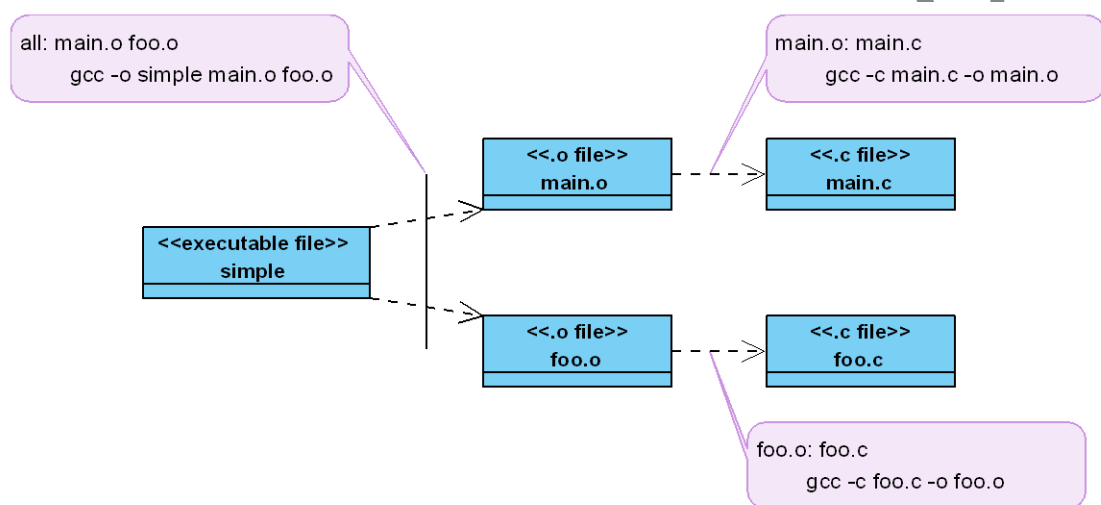 all: main.o foo.o
gcc -o simple main.o foo.o
main.o: main.c
gcc -c main.c -o main.o
<<.o file>>
main.o
<<.c file>>
main.c
<<executable file>>
simple
<<.o file>>
foo.o
<<.c file>>
foo.c
foo.o: foo.c
gcc -c foo.c -o foo.o